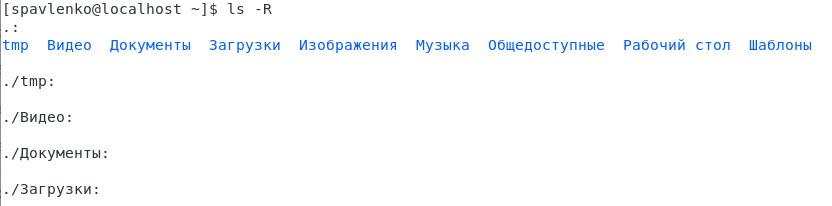 [spavlenko@localhost ~]$ ls -R
.:
tmp  Видео  Документы  Загрузки  Изображения  Музыка  Общедоступные  Рабочий стол  Шаблоны
./tmp:
./Видео:
./Документы:
./Загрузки: